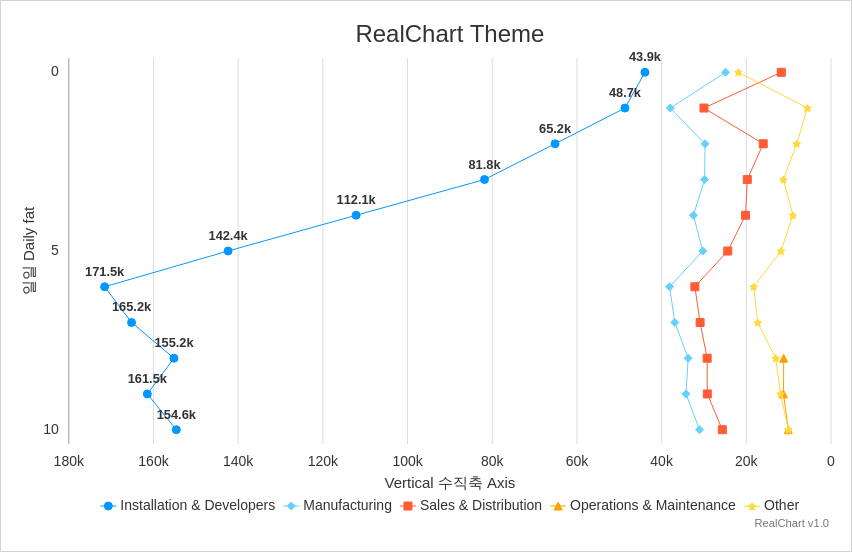 RealChart Theme
43.9k
0
48.7k
65.2k
81.8k
112.1k
142.4k
5
171.5k
165.2k
155.2k
161.5k
154.6k
10
일일 Daily fat
180k 160k 140k 120k 100k 80k 60k 40k 20k 0
Vertical 수직축 Axis
Installation & Developers Manufacturing Sales & Distribution Operations & Maintenance Other
RealChart v1.0